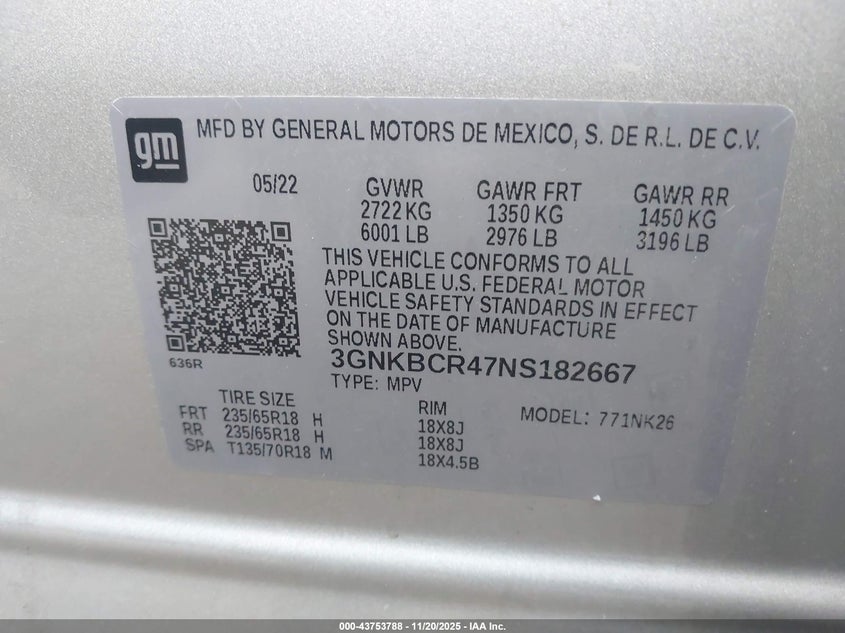 gm
MFD BY GENERAL MOTORS DE MEXICO, S. DE R.L. DE C.V.
05/22 GVWR GAWR FRT GAWR RR
2722 KG 1350 KG 1450 KG
6001 LB 2976 LB 3196 LB
THIS VEHICLE CONFORMS TO ALL
APPLICABLE U.S. FEDERAL MOTOR
VEHICLE SAFETY STANDARDS IN EFFECT
ON THE DATE OF MANUFACTURE
SHOWN ABOVE.
636R
3GNKBCR47NS182667
TYPE: MPV
TIRE SIZE RIM MODEL: 771NK26
FRT 235/65R18 H 18X8J
RR 235/65R18 H 18X8J
SPA T135/70R18 M 18X4.5B
000-43753788 - 11/20/2025 - IAA Inc.